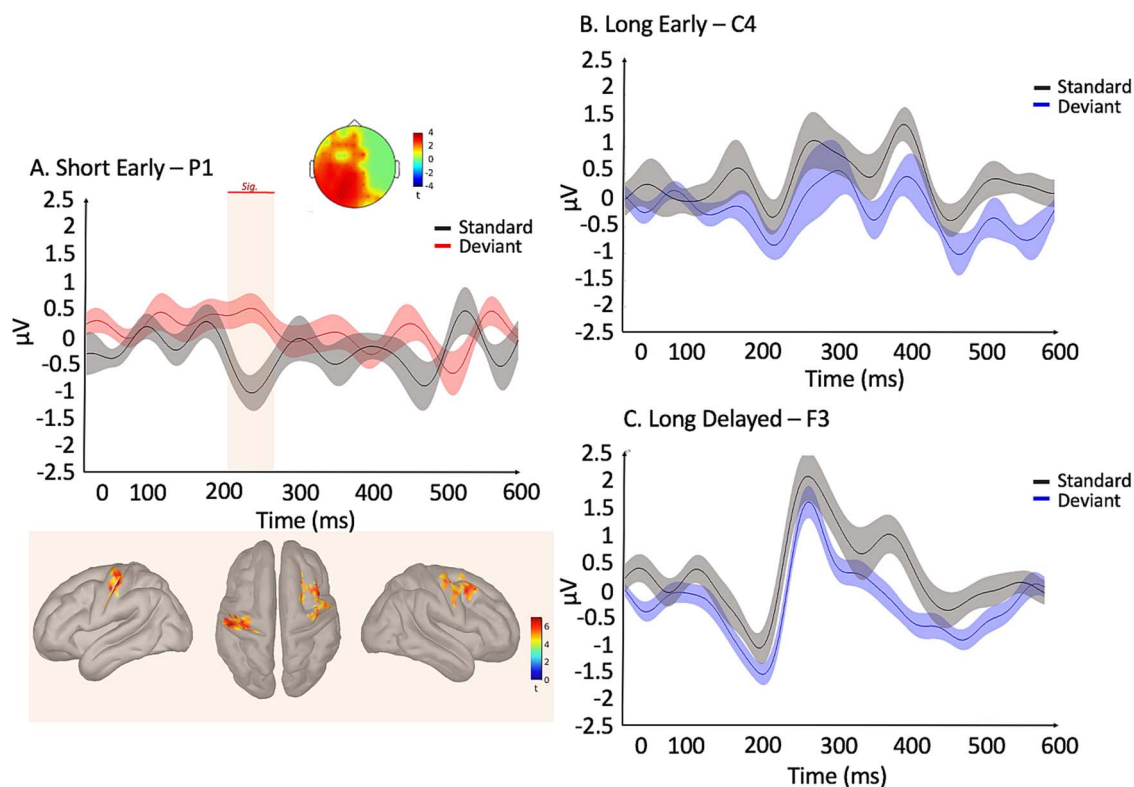 A. Short Early – P1
Sig.
4
2
0
-2
-4
t
Standard
Deviant
2.5
2
1.5
1
0.5
0
-0.5
-1
-1.5
-2
-2.5
µV
0 100 200 300 400 500 600
Time (ms)
6
4
2
0
t
B. Long Early – C4
Standard
Deviant
2.5
2
1.5
1
0.5
0
-0.5
-1
-1.5
-2
-2.5
µV
0 100 200 300 400 500 600
Time (ms)
C. Long Delayed – F3
Standard
Deviant
2.5
2
1.5
1
0.5
0
-0.5
-1
-1.5
-2
-2.5
µV
0 100 200 300 400 500 600
Time (ms)